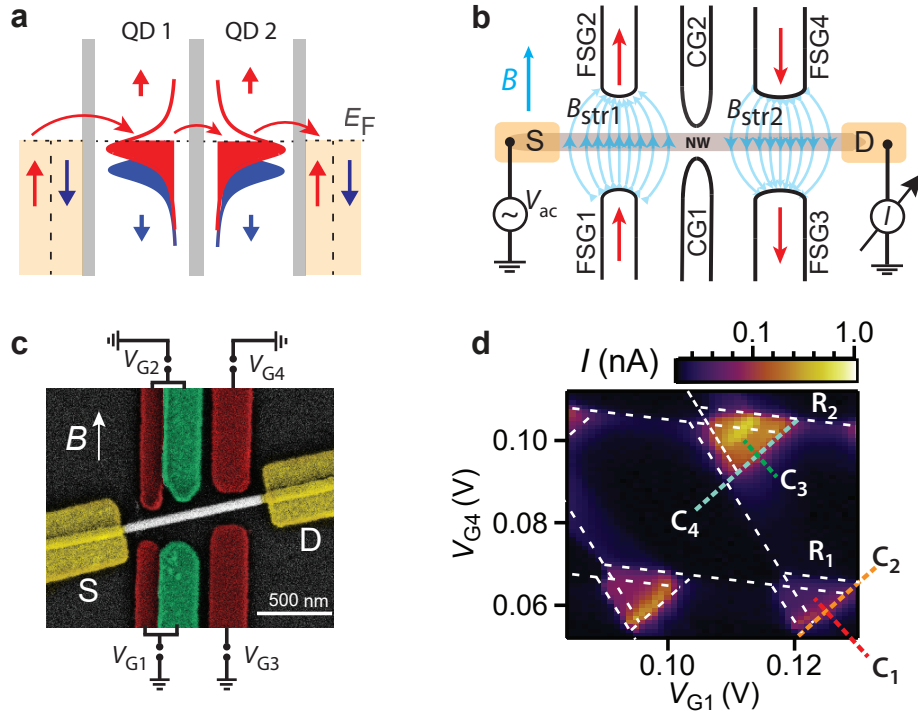 a
QD 1
QD 2
E_F
b
FSG2
CG2
FSG4
B
B_str1
B_str2
S
NW
D
V_ac
~
I
FSG1
CG1
FSG3
c
V_G2
V_G4
B
D
S
500 nm
V_G1
V_G3
d
I (nA)
0.1
1.0
R_2
0.10
C_3
C_4
V_G4 (V)
0.08
R_1
C_2
0.06
C_1
0.10
0.12
V_G1 (V)